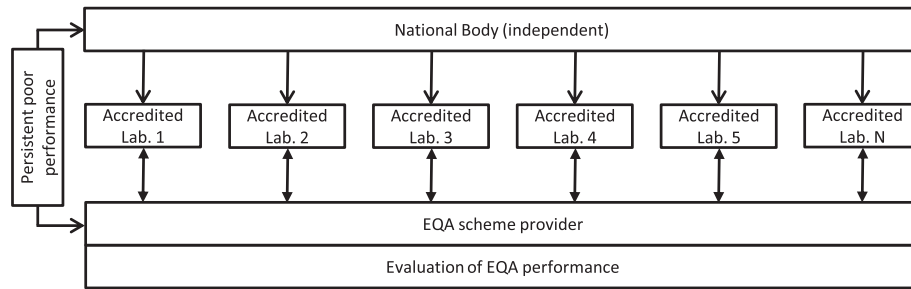 National Body (independent)
Persistent poor
performance
Accredited
Lab. 1
Accredited
Lab. 2
Accredited
Lab. 3
Accredited
Lab. 4
Accredited
Lab. 5
Accredited
Lab. N
EQA scheme provider
Evaluation of EQA performance